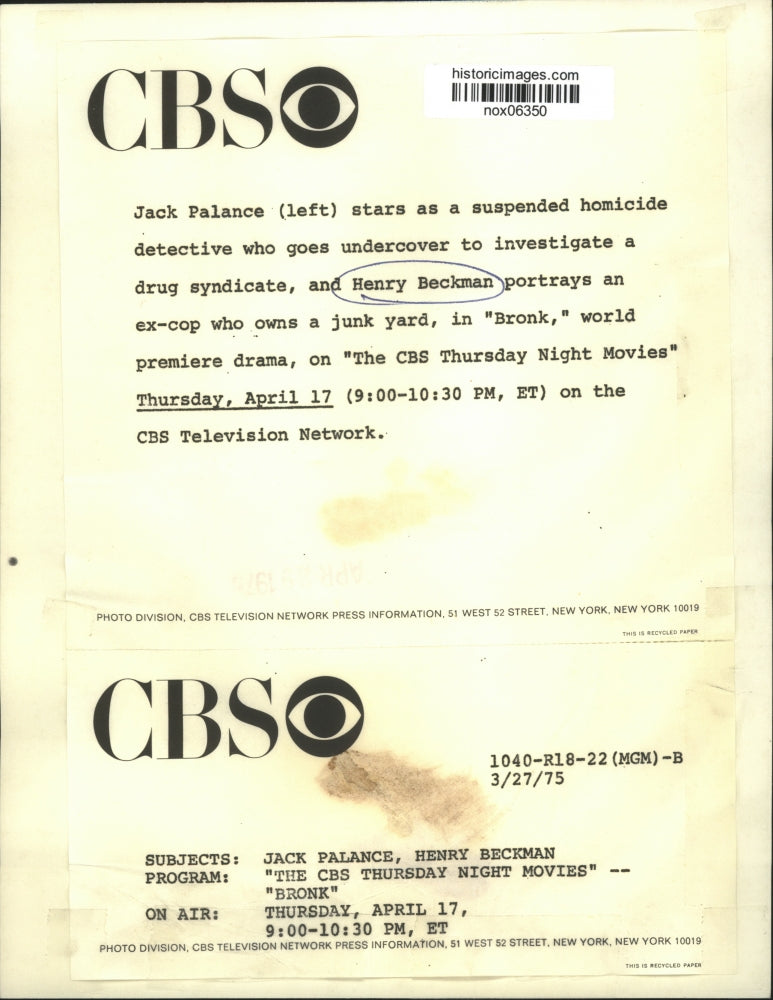 CBS
historicimages.com
nox06350
Jack Palance (left) stars as a suspended homicide
detective who goes undercover to investigate a
drug syndicate, and Henry Beckman portrays an
ex-cop who owns a junk yard, in "Bronk," world
premiere drama, on "The CBS Thursday Night Movies"
Thursday, April 17 (9:00-10:30 PM, ET) on the
CBS Television Network.
PHOTO DIVISION, CBS TELEVISION NETWORK PRESS INFORMATION, 51 WEST 52 STREET, NEW YORK, NEW YORK 10019
THIS IS RECYCLED PAPER
CBS
1040-R18-22(MGM)-B
3/27/75
SUBJECTS: JACK PALANCE, HENRY BECKMAN
PROGRAM: "THE CBS THURSDAY NIGHT MOVIES" --
"BRONK"
ON AIR: THURSDAY, APRIL 17,
9:00-10:30 PM, ET
PHOTO DIVISION, CBS TELEVISION NETWORK PRESS INFORMATION, 51 WEST 52 STREET, NEW YORK, NEW YORK 10019
THIS IS RECYCLED PAPER